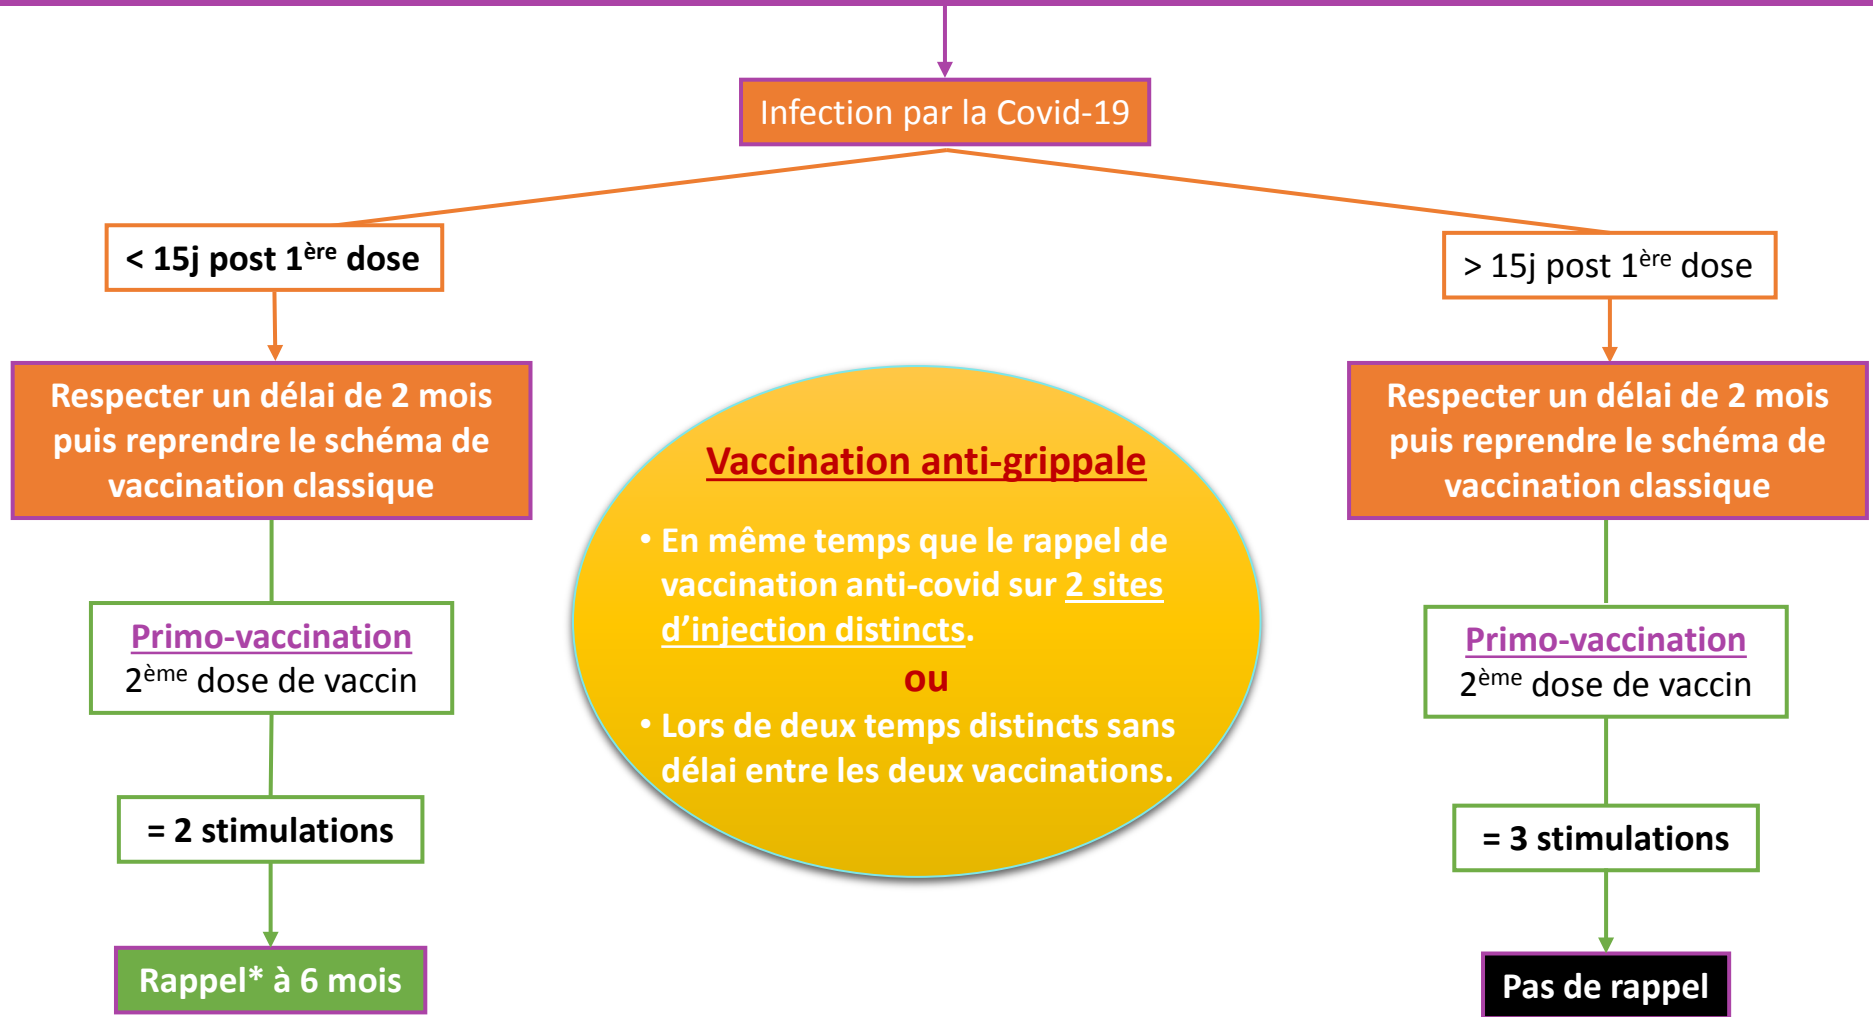 Infection par la Covid-19
< 15j post 1ère dose
> 15j post 1ère dose
Respecter un délai de 2 mois
puis reprendre le schéma de
vaccination classique
Respecter un délai de 2 mois
puis reprendre le schéma de
vaccination classique
Vaccination anti-grippale
• En même temps que le rappel de
vaccination anti-covid sur 2 sites
d’injection distincts.
ou
• Lors de deux temps distincts sans
délai entre les deux vaccinations.
Primo-vaccination
2ème dose de vaccin
Primo-vaccination
2ème dose de vaccin
= 2 stimulations
= 3 stimulations
Rappel* à 6 mois
Pas de rappel